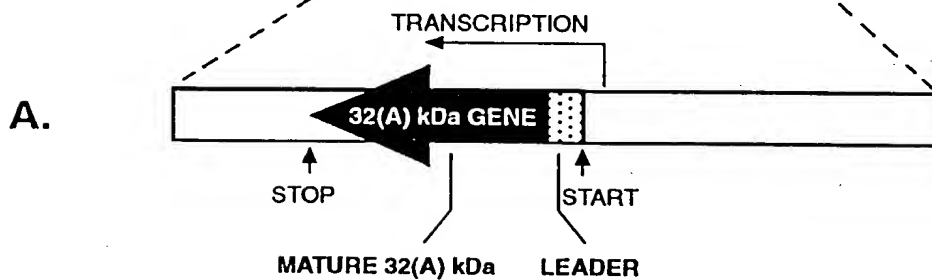 TRANSCRIPTION
A.
32(A) kDa GENE
STOP
START
MATURE 32(A) kDa
LEADER